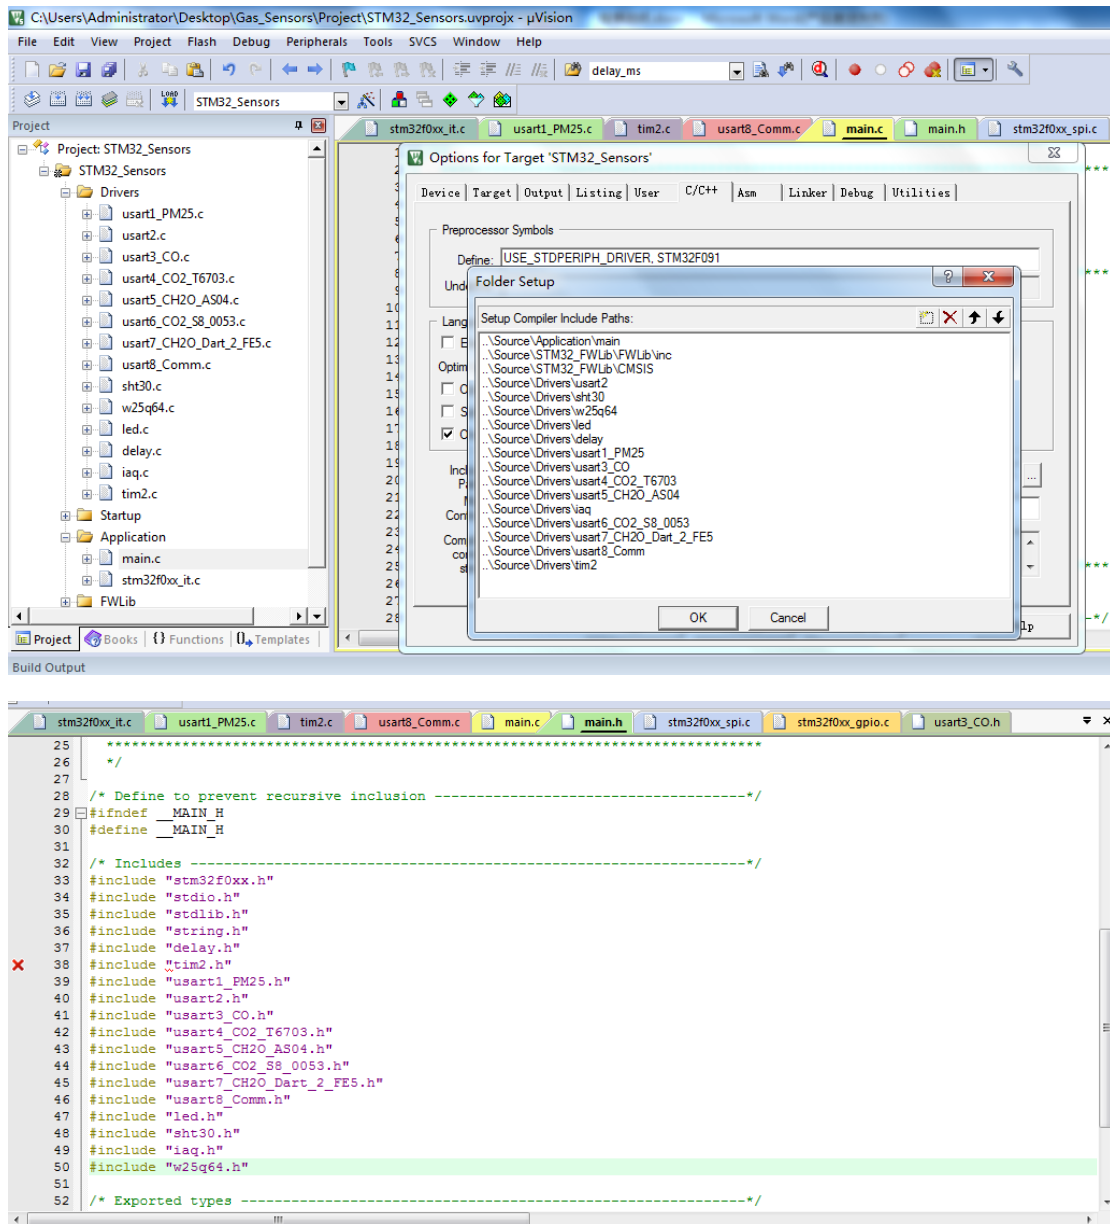 C:\Users\Administrator\Desktop\Gas_Sensors\Project\STM32_Sensors.uvprojx - µVision
File Edit View Project Flash Debug Peripherals Tools SVCS Window Help
delay_ms
LOAD STM32_Sensors
Project
stm32f0xx_it.c usart1_PM25.c tim2.c usart8_Comm.c main.c main.h stm32f0xx_spi.c
Project: STM32_Sensors
STM32_Sensors
Drivers
usart1_PM25.c
usart2.c
usart3_CO.c
usart4_CO2_T6703.c
usart5_CH2O_AS04.c
usart6_CO2_S8_0053.c
usart7_CH2O_Dart_2_FE5.c
usart8_Comm.c
sht30.c
w25q64.c
led.c
delay.c
iaq.c
tim2.c
Startup
Application
main.c
stm32f0xx_it.c
FWLib
Project Books {} Functions Templates
Build Output
Options for Target 'STM32_Sensors'
Device Target Output Listing User C/C++ Asm Linker Debug Utilities
Preprocessor Symbols
Define: USE_STDPERIPH_DRIVER, STM32F091
Folder Setup
Setup Compiler Include Paths:
..\Source\Application\main
..\Source\STM32_FWLib\FWLib\inc
..\Source\STM32_FWLib\CMSIS
..\Source\Drivers\usart2
..\Source\Drivers\sht30
..\Source\Drivers\w25q64
..\Source\Drivers\led
..\Source\Drivers\delay
..\Source\Drivers\usart1_PM25
..\Source\Drivers\usart3_CO
..\Source\Drivers\usart4_CO2_T6703
..\Source\Drivers\usart5_CH2O_AS04
..\Source\Drivers\iaq
..\Source\Drivers\usart6_CO2_S8_0053
..\Source\Drivers\usart7_CH2O_Dart_2_FE5
..\Source\Drivers\usart8_Comm
..\Source\Drivers\tim2
OK Cancel
stm32f0xx_it.c usart1_PM25.c tim2.c usart8_Comm.c main.c main.h stm32f0xx_spi.c stm32f0xx_gpio.c usart3_CO.h
25 ******************************************************************************
26 */
27
28 /* Define to prevent recursive inclusion -------------------------------------*/
29 #ifndef __MAIN_H
30 #define __MAIN_H
31
32 /* Includes ------------------------------------------------------------------*/
33 #include "stm32f0xx.h"
34 #include "stdio.h"
35 #include "stdlib.h"
36 #include "string.h"
37 #include "delay.h"
38 #include "tim2.h"
39 #include "usart1_PM25.h"
40 #include "usart2.h"
41 #include "usart3_CO.h"
42 #include "usart4_CO2_T6703.h"
43 #include "usart5_CH2O_AS04.h"
44 #include "usart6_CO2_S8_0053.h"
45 #include "usart7_CH2O_Dart_2_FE5.h"
46 #include "usart8_Comm.h"
47 #include "led.h"
48 #include "sht30.h"
49 #include "iaq.h"
50 #include "w25q64.h"
51
52 /* Exported types ------------------------------------------------------------*/